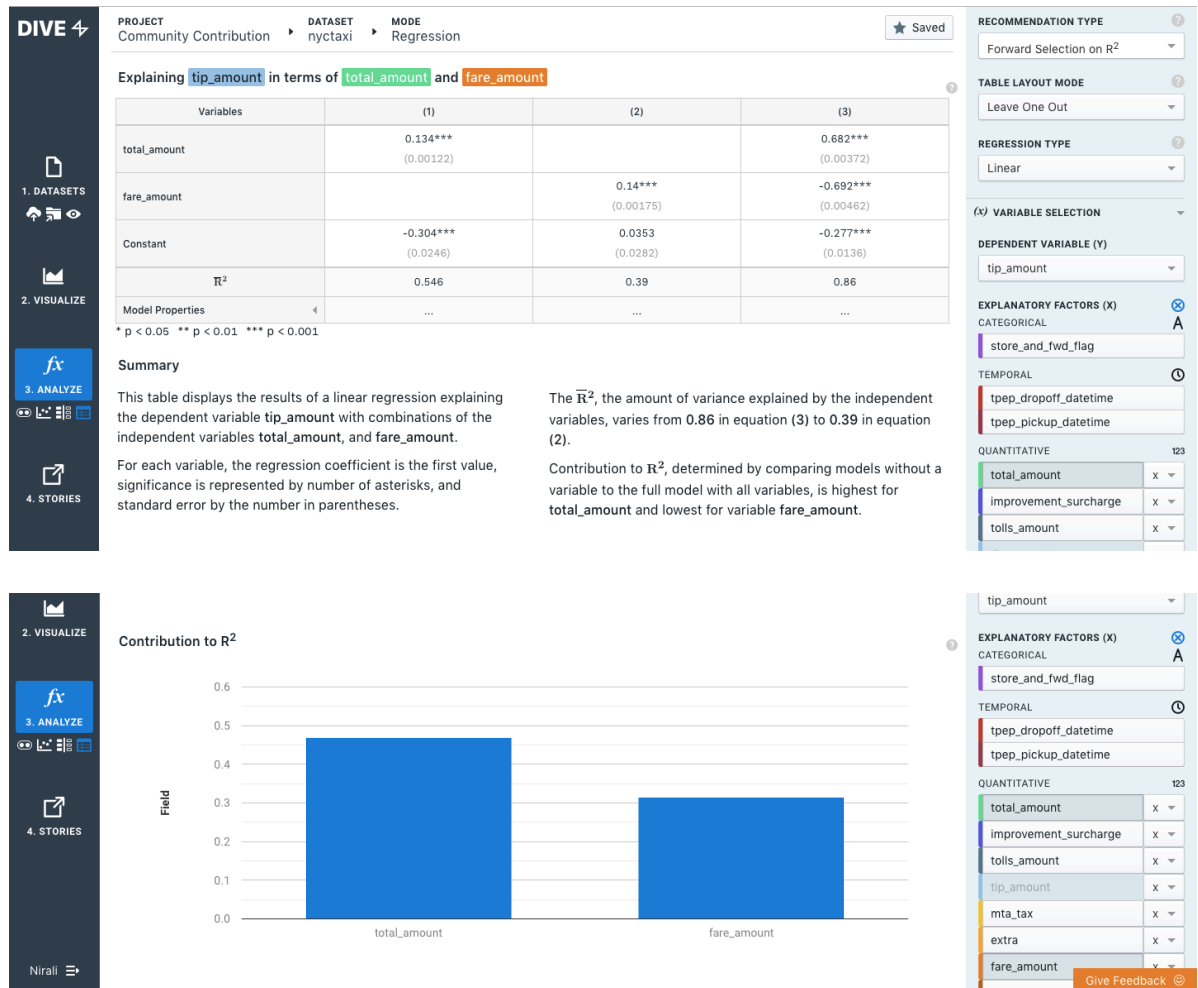 DIVE
PROJECT
Community Contribution
DATASET
nyctaxi
MODE
Regression
Saved
Explaining tip_amount in terms of total_amount and fare_amount
Variables (1) (2) (3)
total_amount 0.134*** 0.682***
(0.00122) (0.00372)
fare_amount 0.14*** -0.692***
(0.00175) (0.00462)
Constant -0.304*** 0.0353 -0.277***
(0.0246) (0.0282) (0.0136)
R̅² 0.546 0.39 0.86
Model Properties ... ... ...
* p < 0.05 ** p < 0.01 *** p < 0.001
Summary
This table displays the results of a linear regression explaining
the dependent variable tip_amount with combinations of the
independent variables total_amount, and fare_amount.
For each variable, the regression coefficient is the first value,
significance is represented by number of asterisks, and
standard error by the number in parentheses.
The R̅², the amount of variance explained by the independent
variables, varies from 0.86 in equation (3) to 0.39 in equation
(2).
Contribution to R², determined by comparing models without a
variable to the full model with all variables, is highest for
total_amount and lowest for variable fare_amount.
1. DATASETS
2. VISUALIZE
fx
3. ANALYZE
4. STORIES
RECOMMENDATION TYPE ?
Forward Selection on R²
TABLE LAYOUT MODE ?
Leave One Out
REGRESSION TYPE ?
Linear
(x) VARIABLE SELECTION
DEPENDENT VARIABLE (Y)
tip_amount
EXPLANATORY FACTORS (X)
CATEGORICAL A
store_and_fwd_flag
TEMPORAL
tpep_dropoff_datetime
tpep_pickup_datetime
QUANTITATIVE 123
total_amount x
improvement_surcharge x
tolls_amount x
2. VISUALIZE
fx
3. ANALYZE
4. STORIES
Nirali
Contribution to R²
?
Field
0.6
0.5
0.4
0.3
0.2
0.1
0.0
total_amount fare_amount
tip_amount
EXPLANATORY FACTORS (X)
CATEGORICAL A
store_and_fwd_flag
TEMPORAL
tpep_dropoff_datetime
tpep_pickup_datetime
QUANTITATIVE 123
total_amount x
improvement_surcharge x
tolls_amount x
tip_amount x
mta_tax x
extra x
fare_amount x
Give Feedback